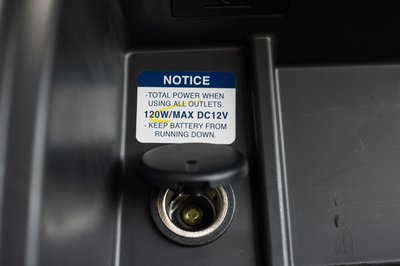 NOTICE
-TOTAL POWER WHEN
USING ALL OUTLETS.
120W/MAX DC12V
- KEEP BATTERY FROM
RUNNING DOWN.